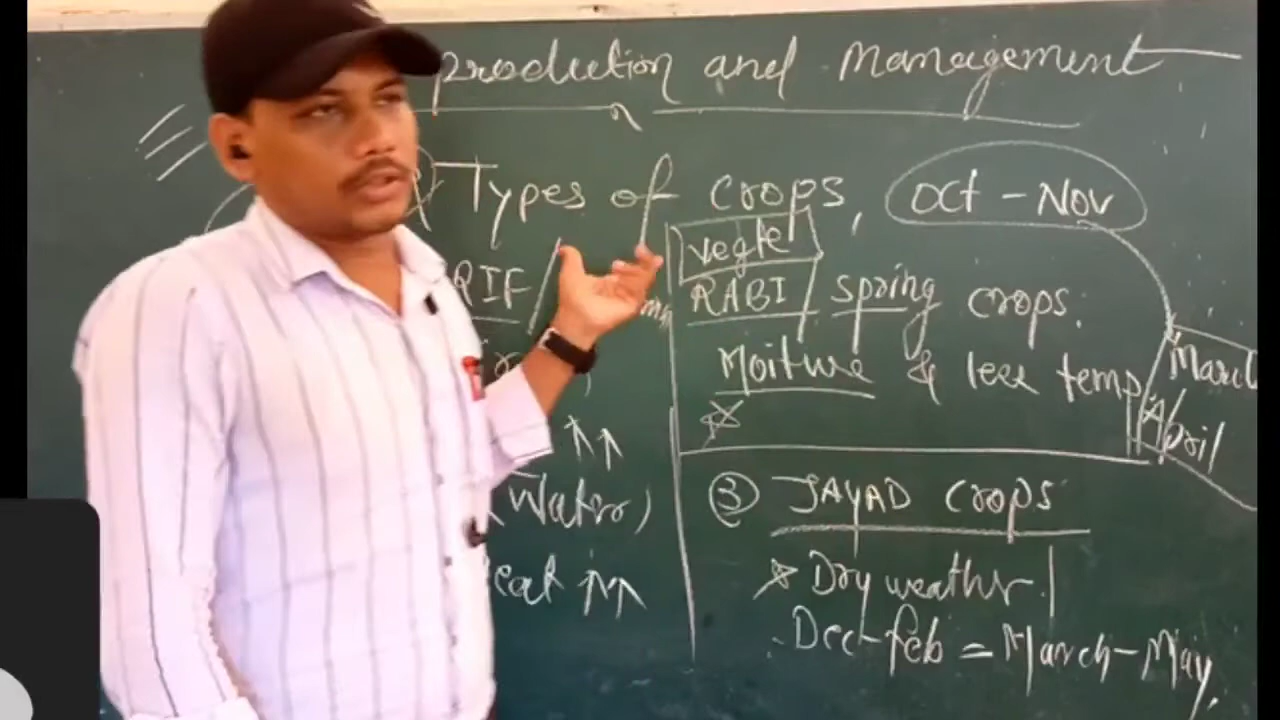 production and Management
Types of crops,
Oct - Nov
RIF
Vegte
RABI / spring crops.
Moiture & less temp
March
April
(Water)
③ JAYAD Crops
Dry weathr.
eat
Dec-feb = March-May,